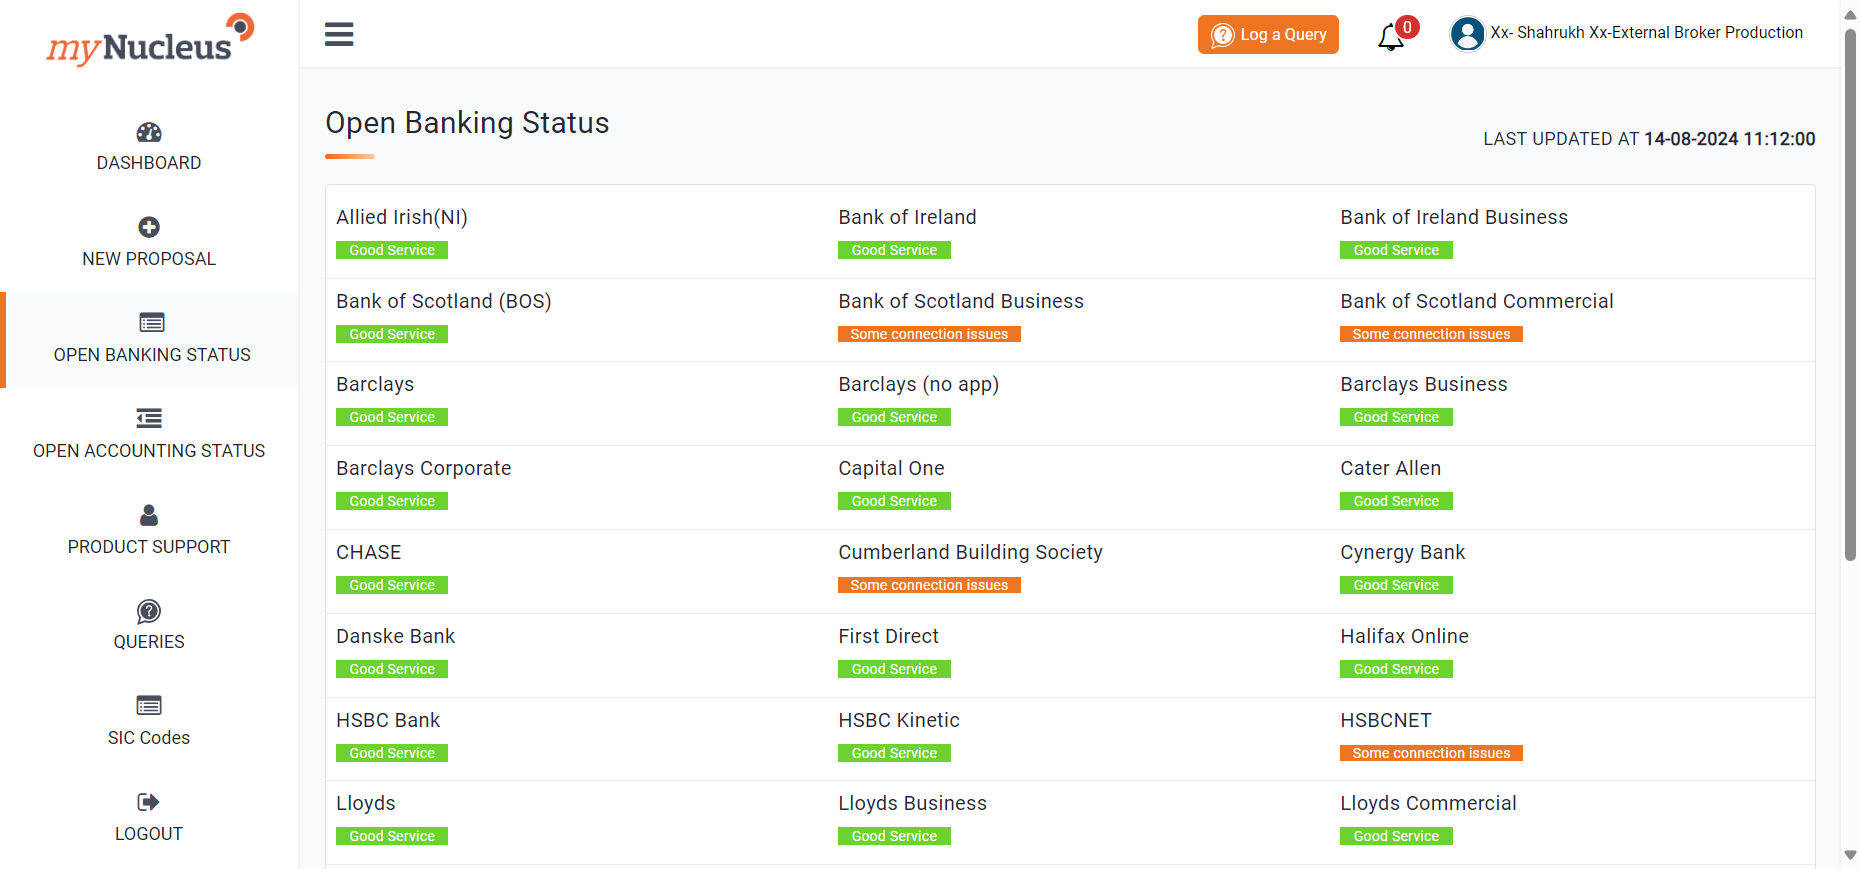 myNucleus
DASHBOARD
NEW PROPOSAL
OPEN BANKING STATUS
OPEN ACCOUNTING STATUS
PRODUCT SUPPORT
QUERIES
SIC Codes
LOGOUT
Log a Query
0
Xx- Shahrukh Xx-External Broker Production
Open Banking Status
LAST UPDATED AT 14-08-2024 11:12:00
Allied Irish(NI)
Good Service
Bank of Ireland
Good Service
Bank of Ireland Business
Good Service
Bank of Scotland (BOS)
Good Service
Bank of Scotland Business
Some connection issues
Bank of Scotland Commercial
Some connection issues
Barclays
Good Service
Barclays (no app)
Good Service
Barclays Business
Good Service
Barclays Corporate
Good Service
Capital One
Good Service
Cater Allen
Good Service
CHASE
Good Service
Cumberland Building Society
Some connection issues
Cynergy Bank
Good Service
Danske Bank
Good Service
First Direct
Good Service
Halifax Online
Good Service
HSBC Bank
Good Service
HSBC Kinetic
Good Service
HSBCNET
Some connection issues
Lloyds
Good Service
Lloyds Business
Good Service
Lloyds Commercial
Good Service